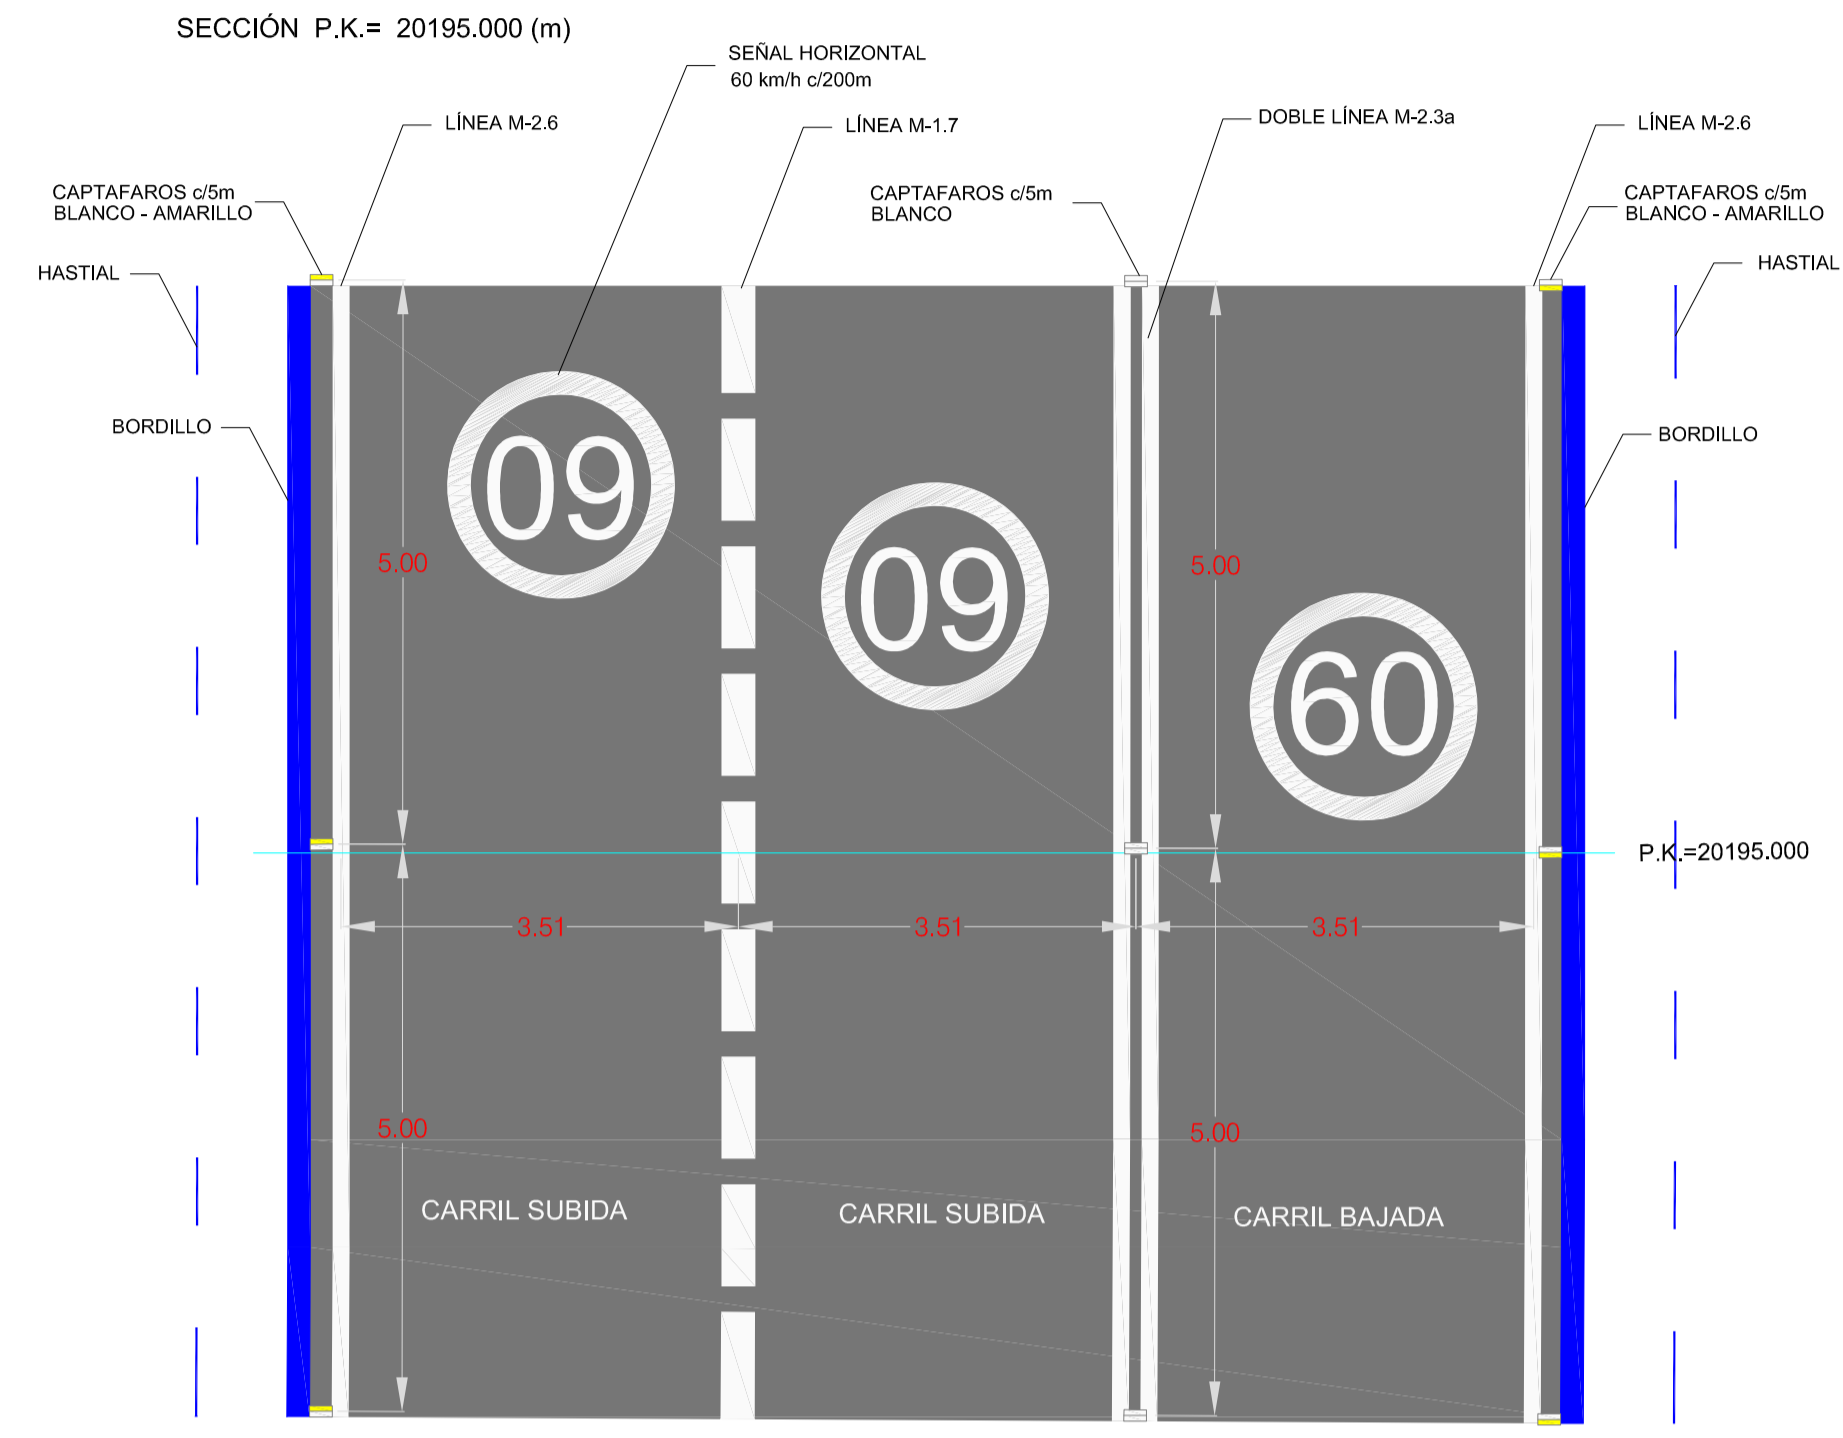 SECCIÓN P.K.= 20195.000 (m)
SEÑAL HORIZONTAL
60 km/h c/200m
LÍNEA M-2.6
LÍNEA M-1.7
DOBLE LÍNEA M-2.3a
LÍNEA M-2.6
CAPTAFAROS c/5m
BLANCO - AMARILLO
CAPTAFAROS c/5m
BLANCO
CAPTAFAROS c/5m
BLANCO - AMARILLO
HASTIAL
HASTIAL
BORDILLO
BORDILLO
60
60
60
5.00
5.00
P.K.=20195.000
3.51
3.51
3.51
5.00
5.00
CARRIL SUBIDA
CARRIL SUBIDA
CARRIL BAJADA